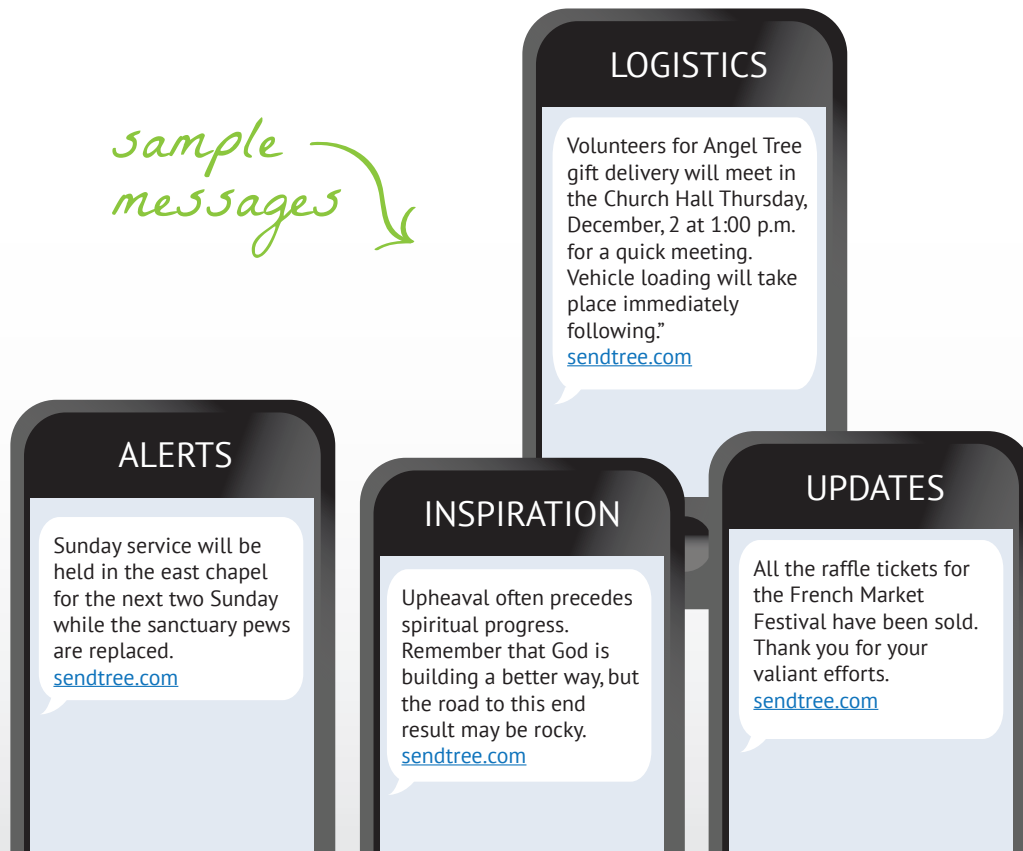 sample
messages
LOGISTICS
Volunteers for Angel Tree
gift delivery will meet in
the Church Hall Thursday,
December, 2 at 1:00 p.m.
for a quick meeting.
Vehicle loading will take
place immediately
following.”
sendtree.com
ALERTS
Sunday service will be
held in the east chapel
for the next two Sunday
while the sanctuary pews
are replaced.
sendtree.com
INSPIRATION
Upheaval often precedes
spiritual progress.
Remember that God is
building a better way, but
the road to this end
result may be rocky.
sendtree.com
UPDATES
All the raffle tickets for
the French Market
Festival have been sold.
Thank you for your
valiant efforts.
sendtree.com